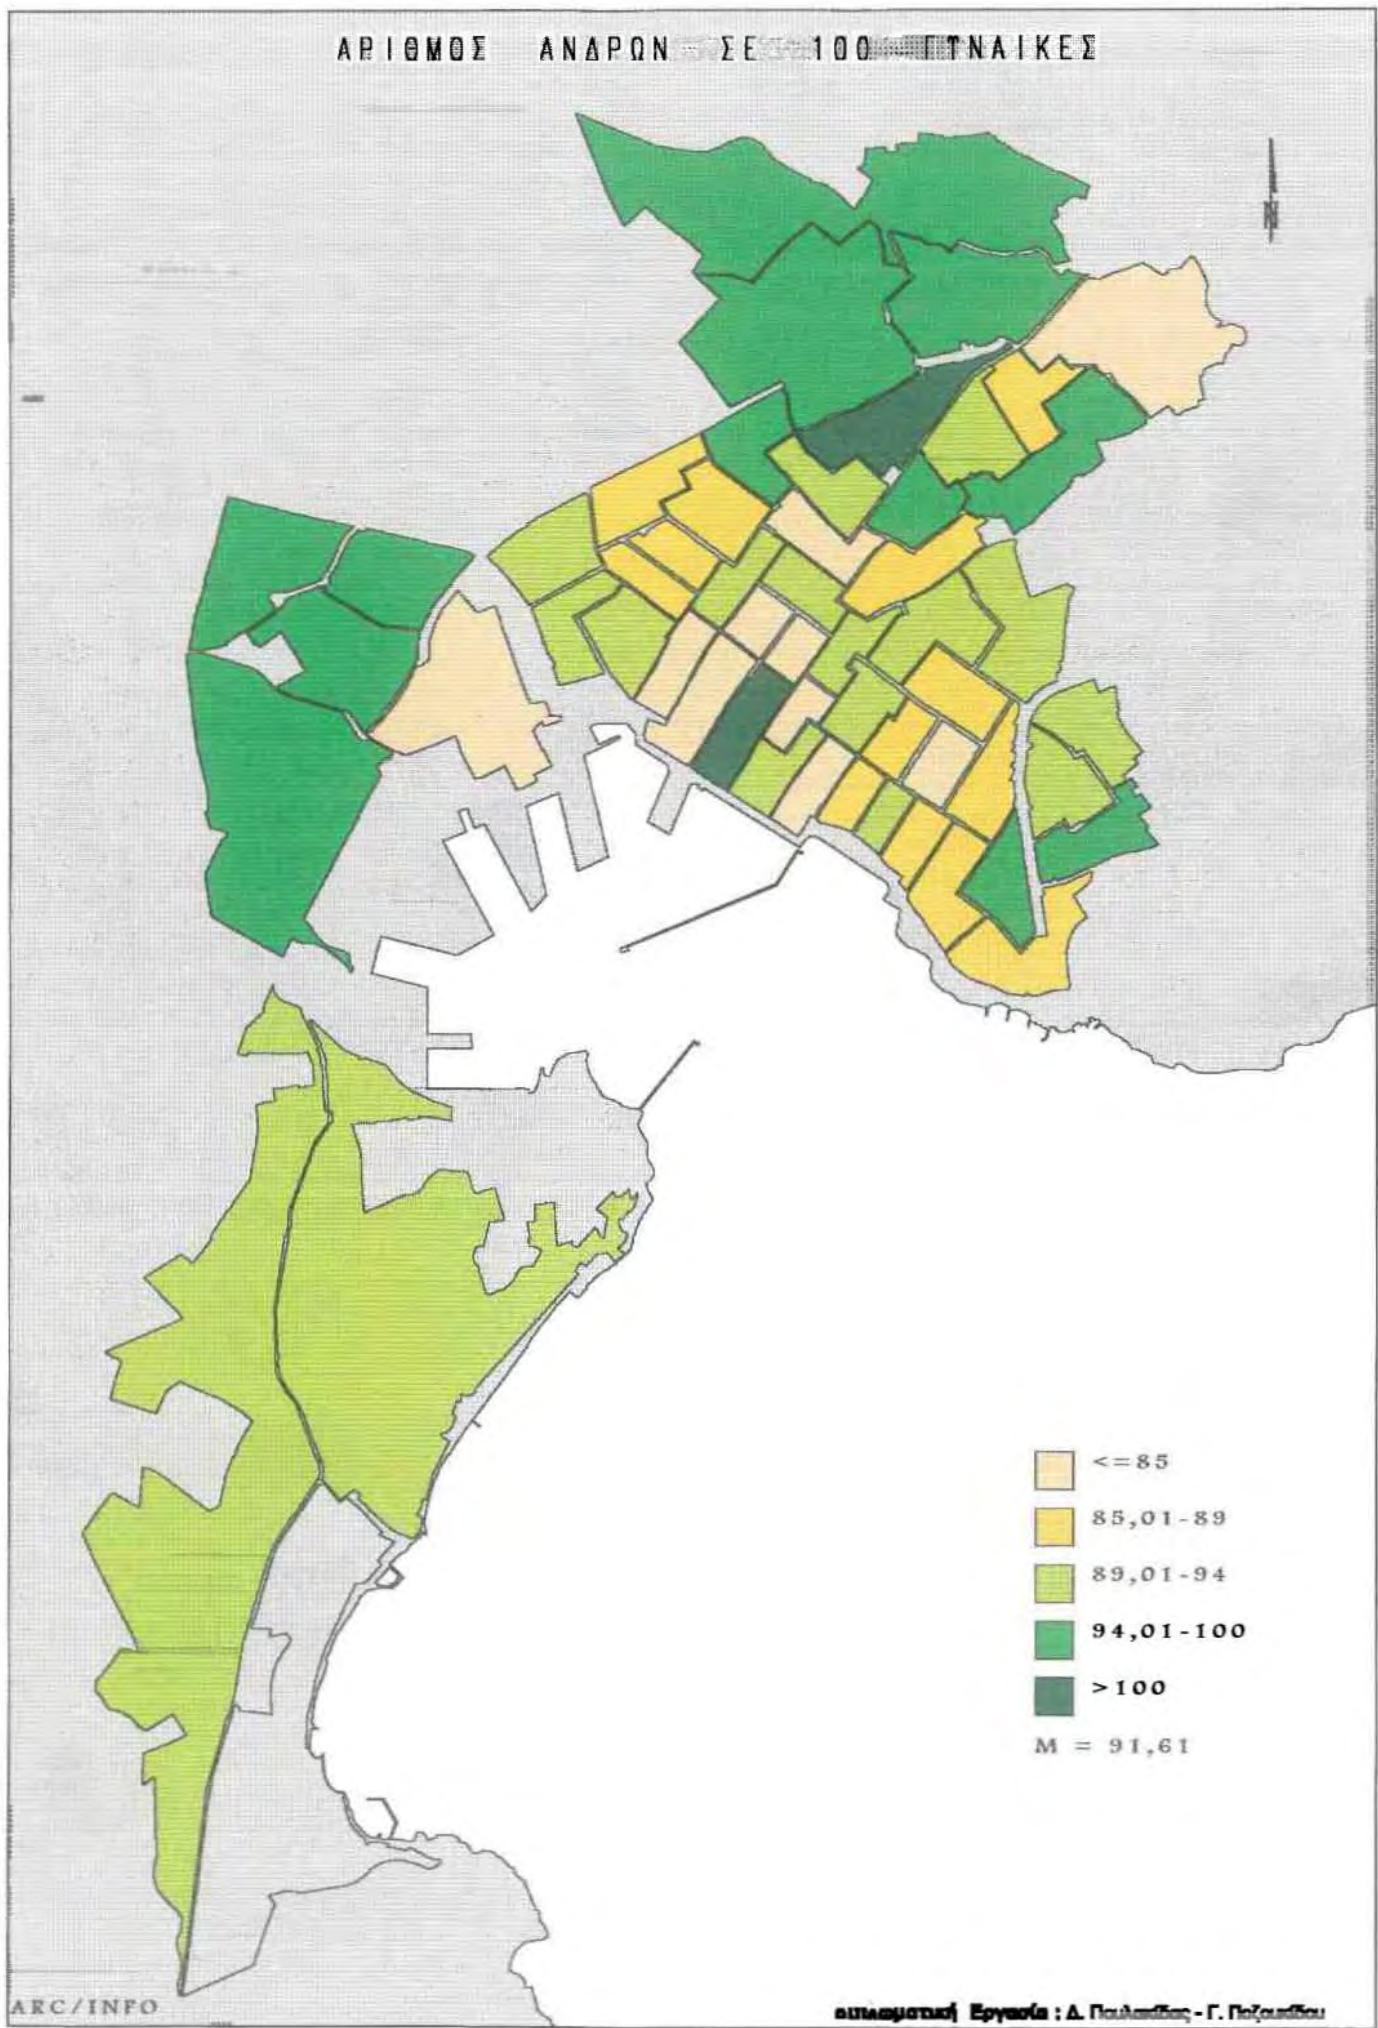 ΑΡΙΘΜΟΣ ΑΝΔΡΩΝ ΣΕ 100 ΓΥΝΑΙΚΕΣ
N
<=85
85,01-89
89,01-94
94,01-100
>100
M = 91,61
ARC/INFO
Εργασία : Δ. - Γ.